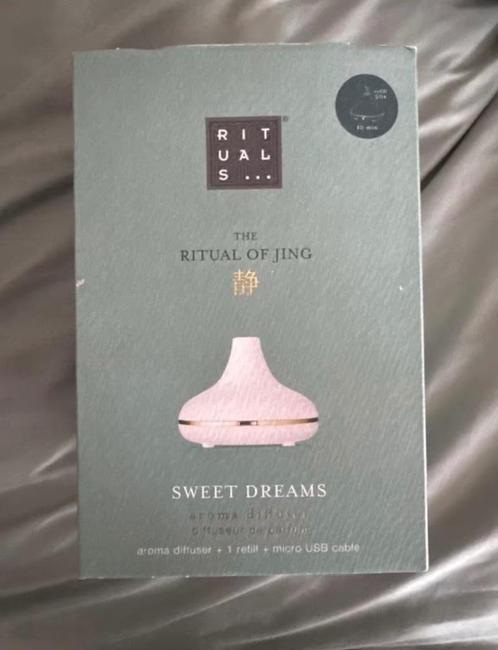 RIT
UAL
S ...
®
THE
RITUAL OF JING
静
SWEET DREAMS
aroma diffuser
diffuseur de parfum
aroma diffuser + 1 refill + micro USB cable